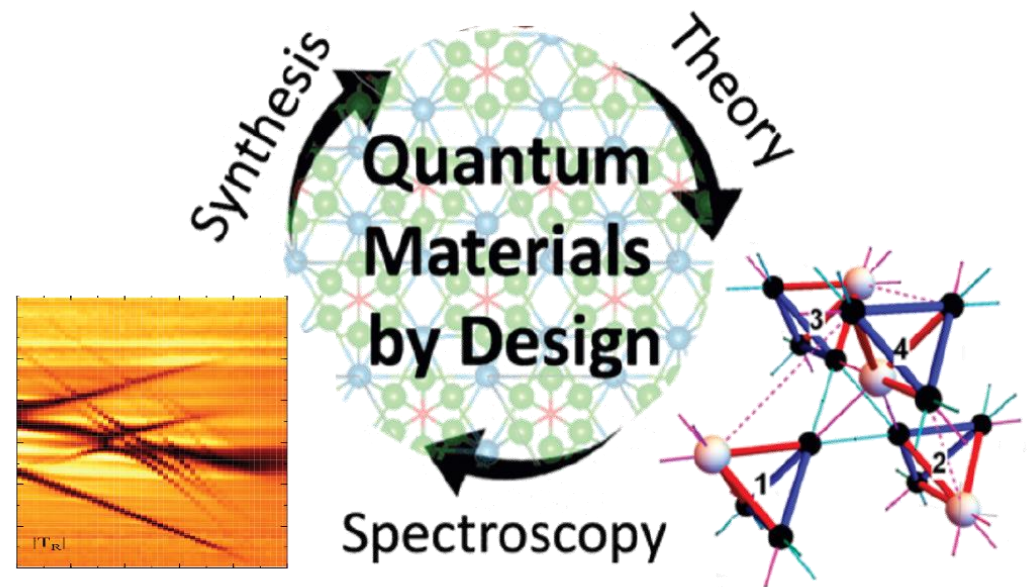 Synthesis
Theory
Quantum
Materials
by Design
3
4
1
2
|T_R|
Spectroscopy